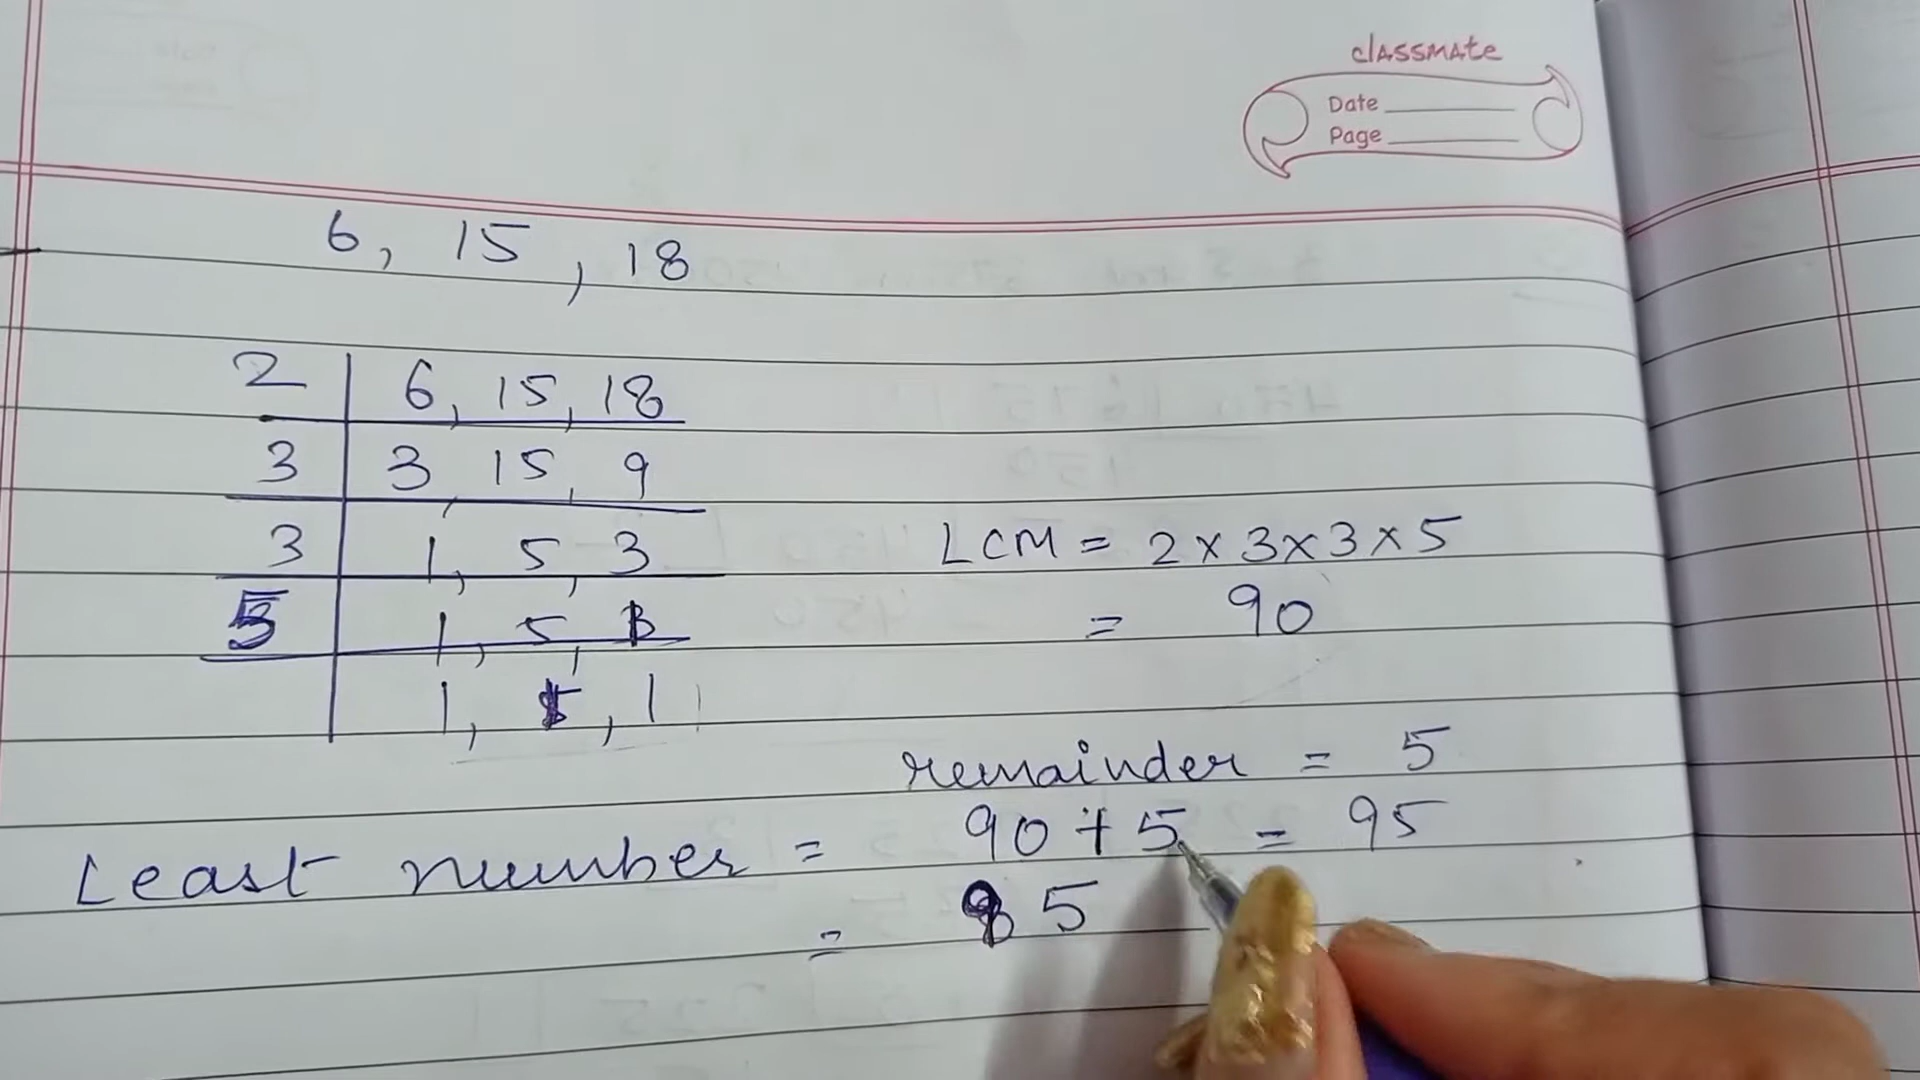 classmate
Date
Page
6, 15, 18
2 | 6, 15, 18
3 | 3, 15, 9
3 | 1, 5, 3
5 | 1, 5, 1
1, 1, 1
LCM = 2 × 3 × 3 × 5
= 90
remainder = 5
Least number = 90 + 5 = 95
= 95